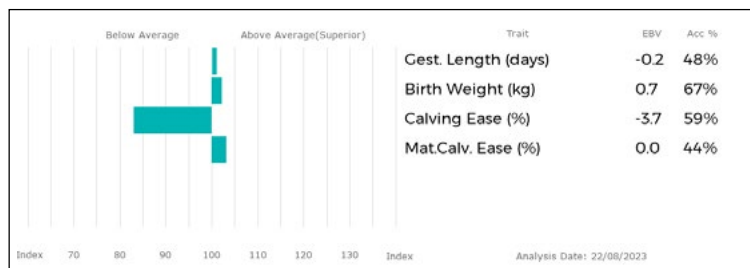 Below Average Above Average(Superior) Trait EBV Acc %
Gest. Length (days) -0.2 48%
Birth Weight (kg) 0.7 67%
Calving Ease (%) -3.7 59%
Mat.Calv. Ease (%) 0.0 44%
Index 70 80 90 100 110 120 130 Index Analysis Date: 22/08/2023